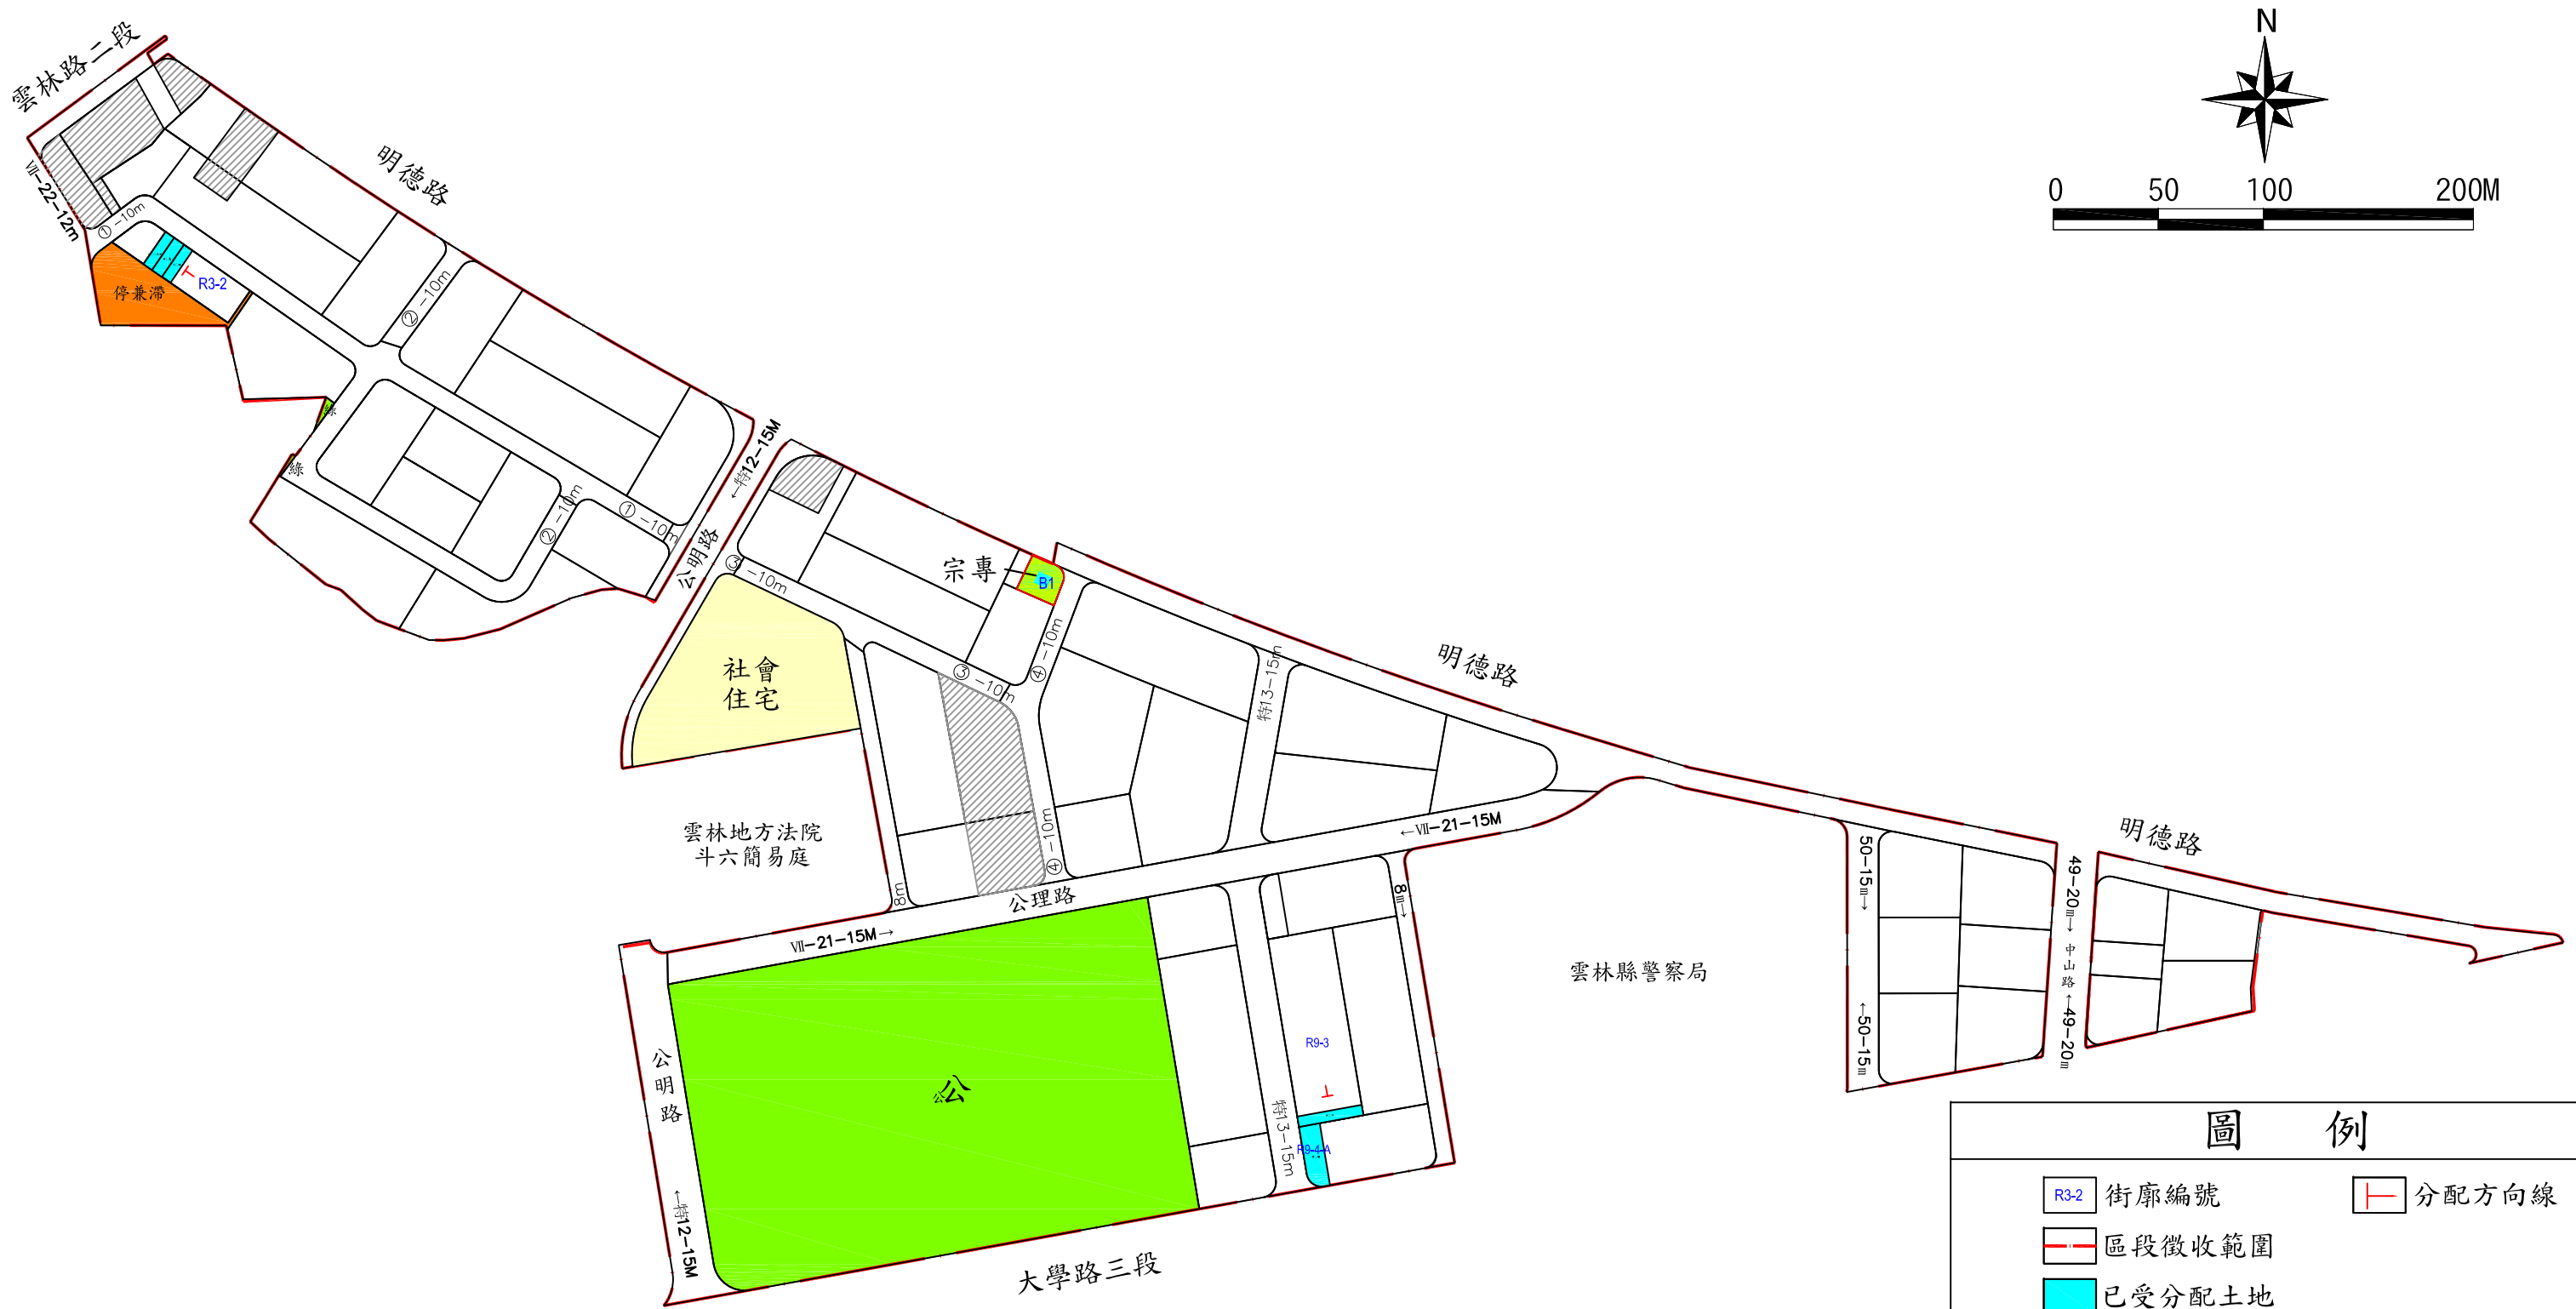 N
0 50 100 200M
雲林路二段
明德路
Ⅶ-22-12m
①-10m
R3-2
停兼滯
②-10m
綠
綠
②-10m
①-10m
←特12-15M
公明路
③-10m
宗專
B1
④-10m
③-10m
社會
住宅
特13-15m
明德路
雲林地方法院
斗六簡易庭
④-10m
8m
←Ⅶ-21-15M
公理路
Ⅶ-21-15M→
8m→
50-15m→
49-20m→
中山路
明德路
雲林縣警察局
←50-15m
←49-20m
公明路
公
公
R9-3
特13-15m
R9-4-A
←特12-15M
大學路三段
圖 例
R3-2 街廓編號
分配方向線
區段徵收範圍
已受分配土地